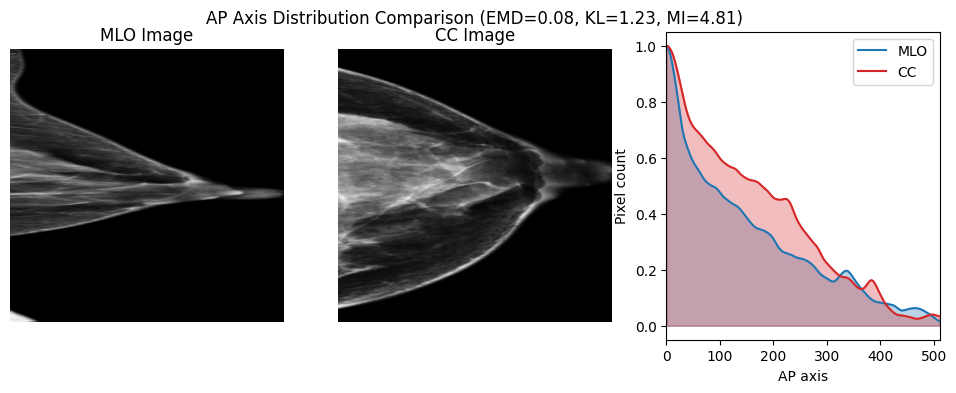 AP Axis Distribution Comparison (EMD=0.08, KL=1.23, MI=4.81)
MLO Image
CC Image
MLO
CC
Pixel count
1.0
0.8
0.6
0.4
0.2
0.0
0 100 200 300 400 500
AP axis